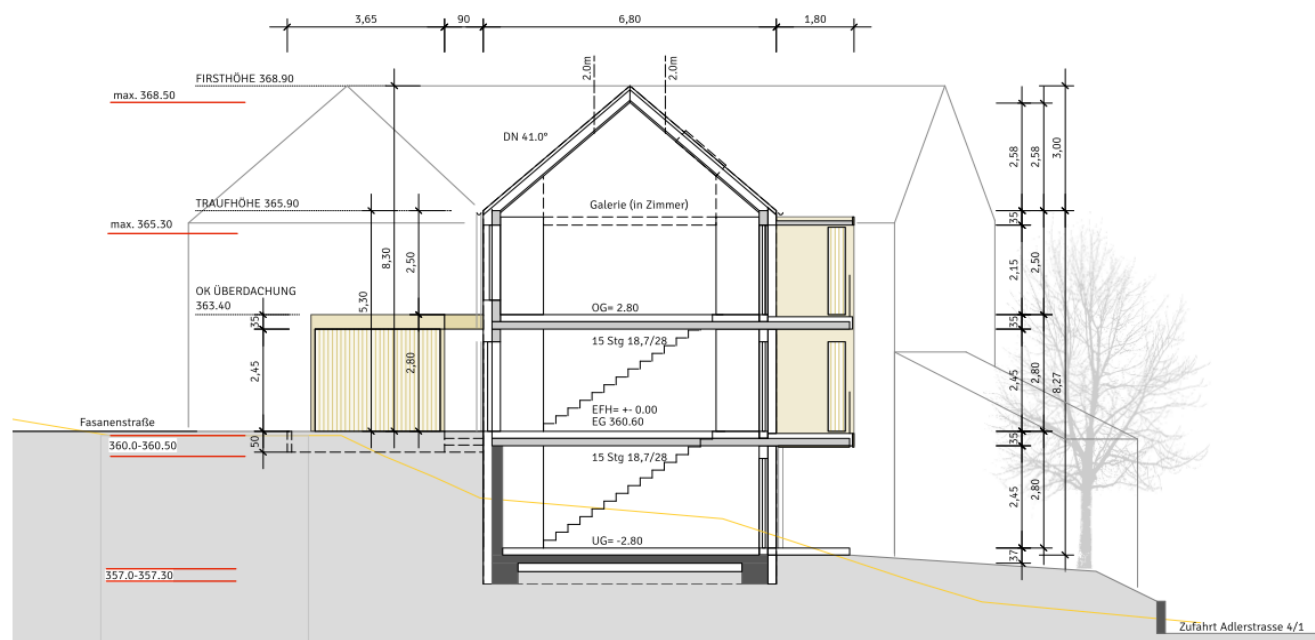 3,65
90
6,80
1,80
2.0m
2.0m
FIRSTHÖHE 368.90
max. 368.50
DN 41.0°
2,58
2,58
3,00
Galerie (in Zimmer)
TRAUFHÖHE 365.90
max. 365.30
35
8,30
2,50
5,30
2,15
2,50
OK ÜBERDACHUNG
363.40
OG= 2.80
35
35
15 Stg 18,7/28
2,45
2,80
2,45
2,80
8,27
EFH= +- 0.00
EG 360.60
Fasanenstraße
360.0-360.50
50
35
15 Stg 18,7/28
2,45
2,80
UG= -2.80
37
357.0-357.30
Zufahrt Adlerstrasse 4/1